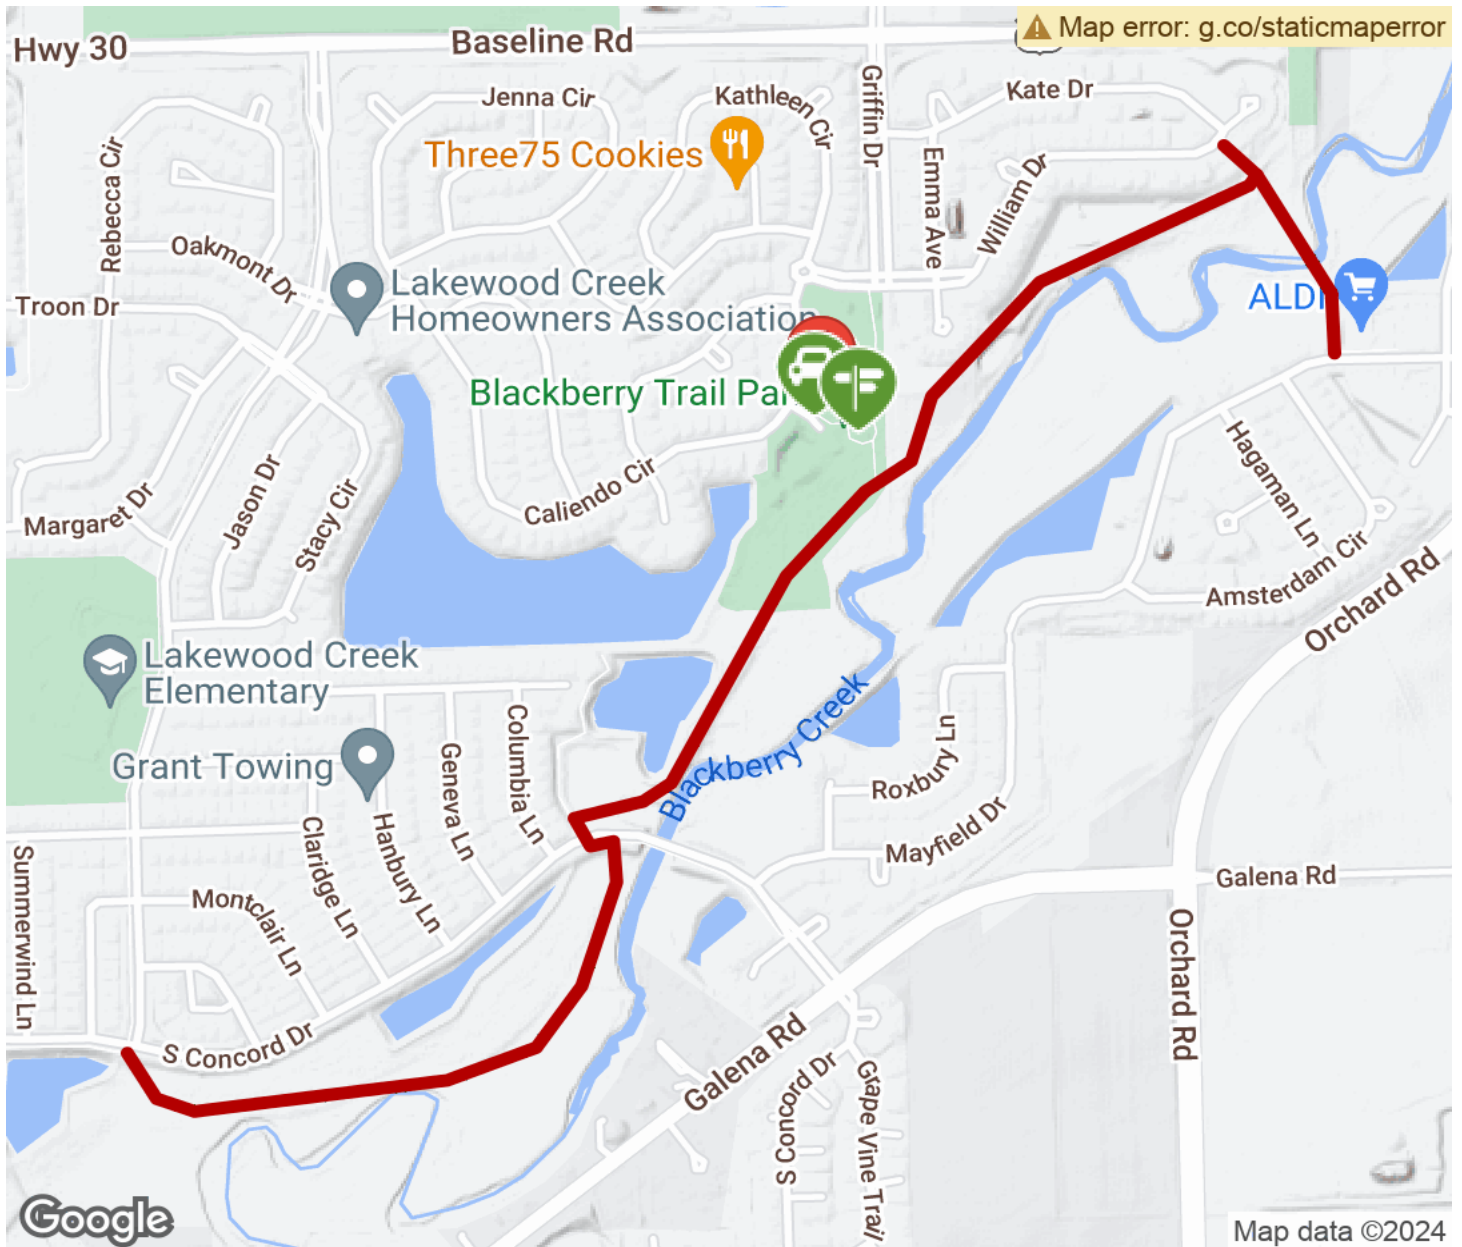 Map error: g.co/staticmaperror
Hwy 30
Baseline Rd
Griffin Dr
Kate Dr
Jenna Cir
Kathleen Cir
Three75 Cookies
Rebecca Cir
Emma Ave
William Dr
Oakmont Dr
Lakewood Creek
Homeowners Association
Troon Dr
ALDI
Blackberry Trail Par
Hagaman Ln
Caliendo Cir
Margaret Dr
Jason Dr
Stacy Cir
Amsterdam Cir
Orchard Rd
Lakewood Creek
Elementary
Blackberry Creek
Columbia Ln
Geneva Ln
Roxbury Ln
Grant Towing
Mayfield Dr
Hanbury Ln
Claridge Ln
Summerwind Ln
Montclair Ln
Galena Rd
Orchard Rd
S Concord Dr
Galena Rd
S Concord Dr
Grape Vine Trail
Google
Map data ©2024